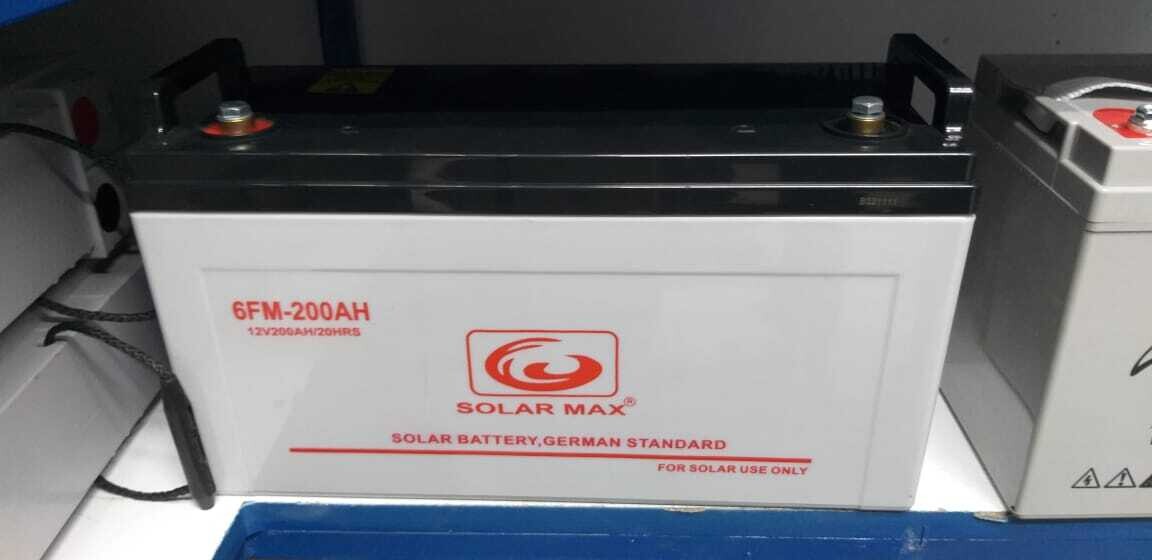 6FM-200AH
12V200AH/20HRS
SOLAR MAX®
SOLAR BATTERY,GERMAN STANDARD
FOR SOLAR USE ONLY